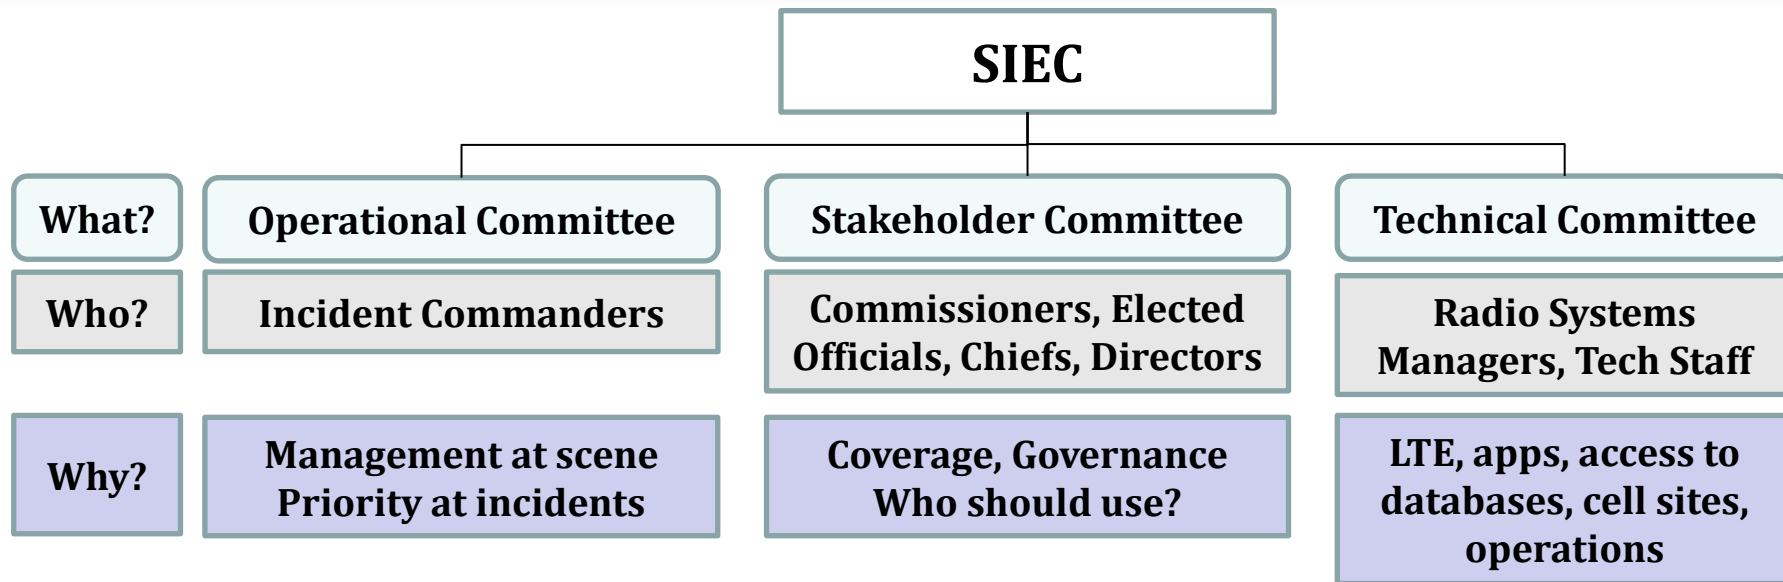 SIEC
What?
Operational Committee
Stakeholder Committee
Technical Committee
Who?
Incident Commanders
Commissioners, Elected
Officials, Chiefs, Directors
Radio Systems
Managers, Tech Staff
Why?
Management at scene
Priority at incidents
Coverage, Governance
Who should use?
LTE, apps, access to
databases, cell sites,
operations